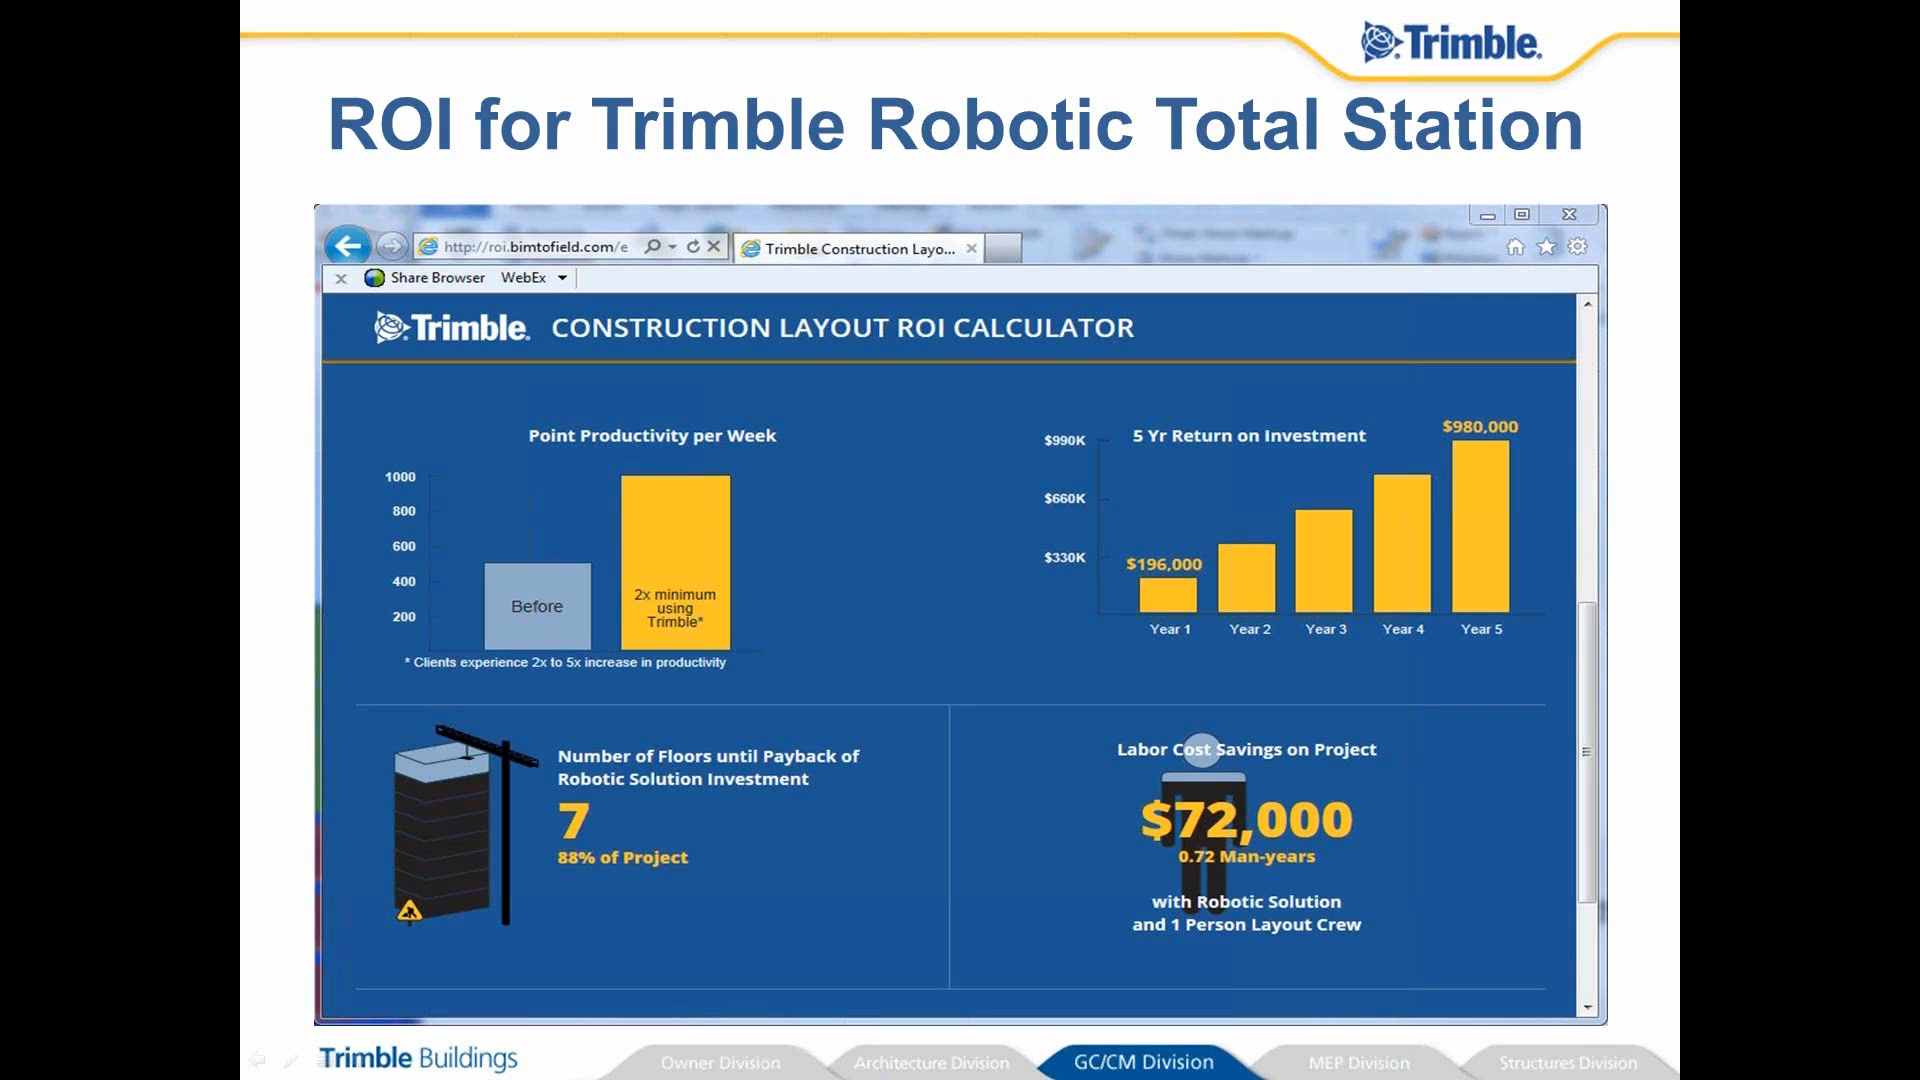 Trimble.
ROI for Trimble Robotic Total Station
http://roi.bimtofield.com/e
Trimble Construction Layo...
Share Browser WebEx
Trimble. CONSTRUCTION LAYOUT ROI CALCULATOR
Point Productivity per Week
1000
800
600
400
200
Before
2x minimum
using
Trimble*
* Clients experience 2x to 5x increase in productivity
5 Yr Return on Investment
$990K
$660K
$330K
$196,000
$980,000
Year 1 Year 2 Year 3 Year 4 Year 5
Number of Floors until Payback of
Robotic Solution Investment
7
88% of Project
Labor Cost Savings on Project
$72,000
0.72 Man-years
with Robotic Solution
and 1 Person Layout Crew
Trimble Buildings
Owner Division Architecture Division GC/CM Division MEP Division Structures Division